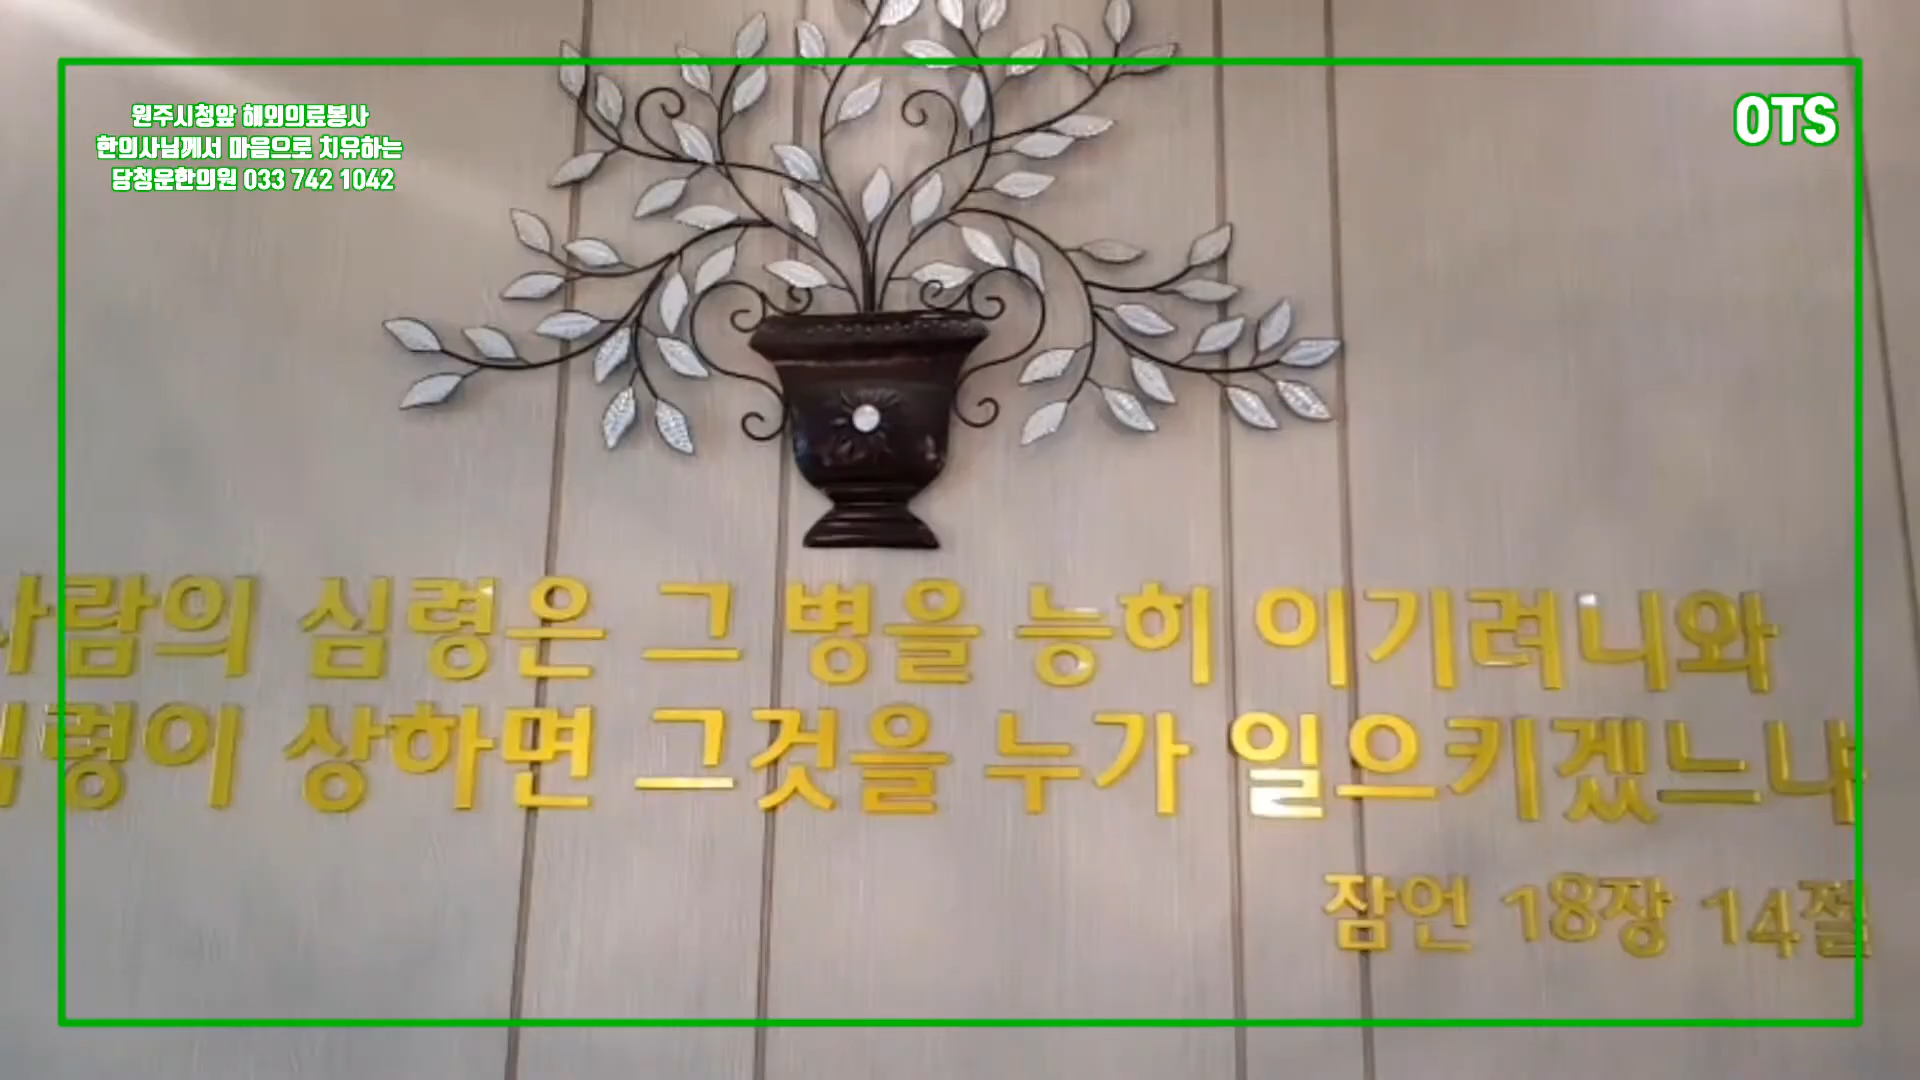 원주시청앞 해외의료봉사
한의사님께서 마음으로 치유하는
당청운한의원 033 742 1042
OTS
사람의 심령은 그 병을 능히 이기려니와
심령이 상하면 그것을 누가 일으키겠느냐
잠언 18장 14절